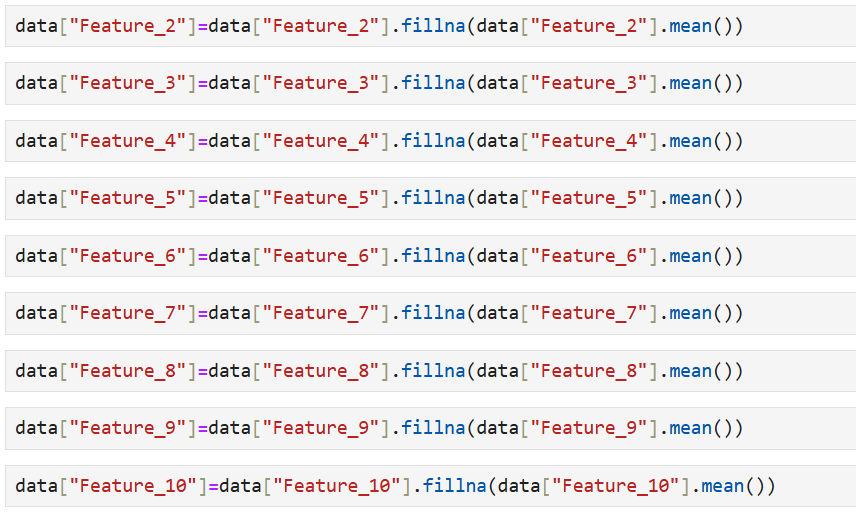 data["Feature_2"]=data["Feature_2"].fillna(data["Feature_2"].mean())
data["Feature_3"]=data["Feature_3"].fillna(data["Feature_3"].mean())
data["Feature_4"]=data["Feature_4"].fillna(data["Feature_4"].mean())
data["Feature_5"]=data["Feature_5"].fillna(data["Feature_5"].mean())
data["Feature_6"]=data["Feature_6"].fillna(data["Feature_6"].mean())
data["Feature_7"]=data["Feature_7"].fillna(data["Feature_7"].mean())
data["Feature_8"]=data["Feature_8"].fillna(data["Feature_8"].mean())
data["Feature_9"]=data["Feature_9"].fillna(data["Feature_9"].mean())
data["Feature_10"]=data["Feature_10"].fillna(data["Feature_10"].mean())